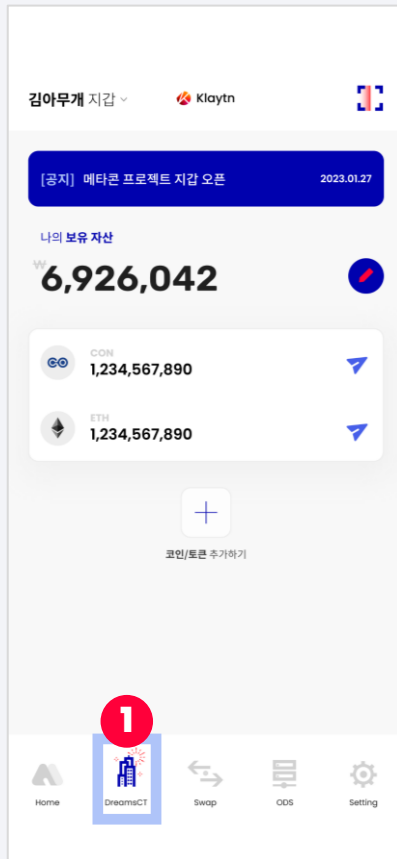 김아무개 지갑
Klaytn
[공지] 메타콘 프로젝트 지갑 오픈 2023.01.27
나의 보유 자산
₩6,926,042
CON
1,234,567,890
ETH
1,234,567,890
코인/토큰 추가하기
1
Home DreamsCT Swap ODS Setting